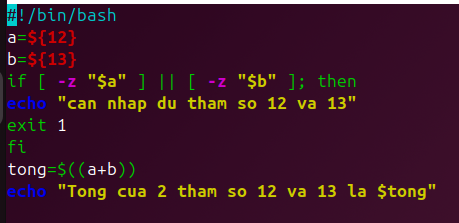 #!/bin/bash
a=${12}
b=${13}
if [ -z "$a" ] || [ -z "$b" ]; then
echo "can nhap du tham so 12 va 13"
exit 1
fi
tong=$((a+b))
echo "Tong cua 2 tham so 12 va 13 la $tong"